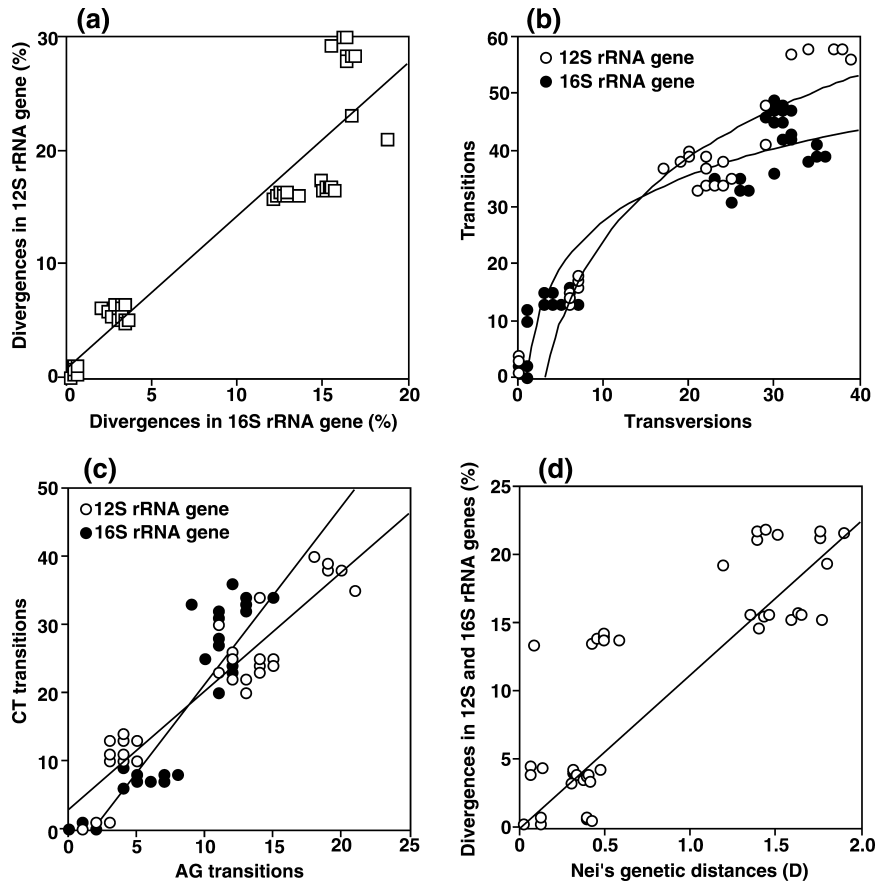 (a)
30
20
10
0
0
5
10
15
20
Divergences in 12S rRNA gene (%)
Divergences in 16S rRNA gene (%)
(b)
12S rRNA gene
16S rRNA gene
60
50
40
30
20
10
0
0
10
20
30
40
Transitions
Transversions
(c)
12S rRNA gene
16S rRNA gene
50
40
30
20
10
0
0
5
10
15
20
25
CT transitions
AG transitions
(d)
25
20
15
10
5
0
0
0.5
1.0
1.5
2.0
Divergences in 12S and 16S rRNA genes (%)
Nei's genetic distances (D)